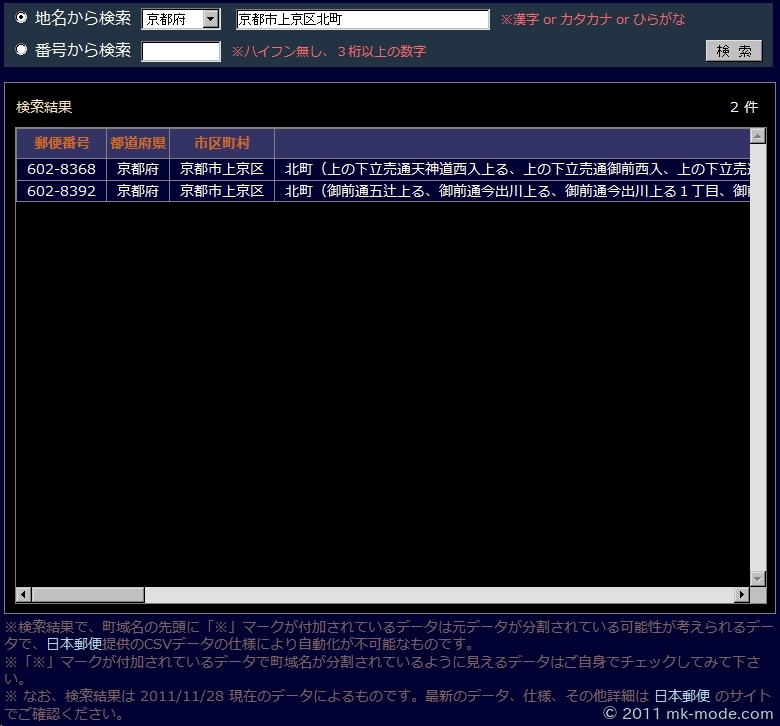 地名から検索 京都府 京都市上京区北町 ※漢字 or カタカナ or ひらがな
番号から検索 ※ハイフン無し、３桁以上の数字 検 索
検索結果 2 件
郵便番号 都道府県 市区町村
602-8368 京都府 京都市上京区 北町（上の下立売通天神道西入上る、上の下立売通御前西入、上の下立売
602-8392 京都府 京都市上京区 北町（御前通五辻上る、御前通今出川上る、御前通今出川上る１丁目、御前
※検索結果で、町域名の先頭に「※」マークが付加されているデータは元データが分割されている可能性が考えられるデー
タで、日本郵便提供のCSVデータの仕様により自動化が不可能なものです。
※「※」マークが付加されているデータで町域名が分割されているように見えるデータはご自身でチェックしてみて下さ
い。
※ なお、検索結果は 2011/11/28 現在のデータによるものです。最新のデータ、仕様、その他詳細は 日本郵便 のサイト
でご確認ください。
© 2011 mk-mode.com